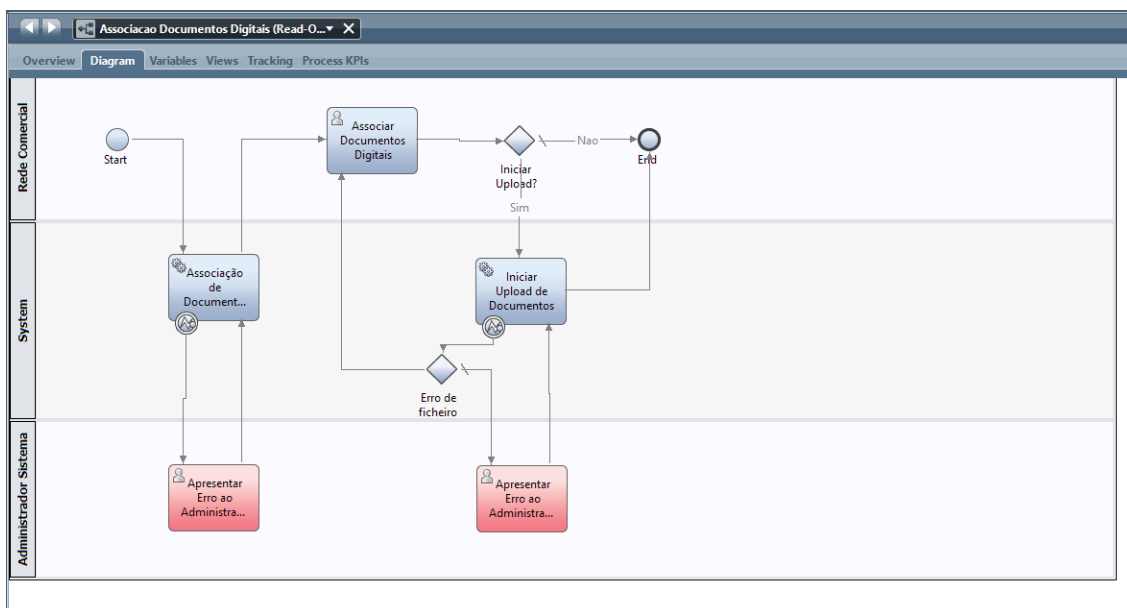 Associacao Documentos Digitais (Read-O...
Overview Diagram Variables Views Tracking Process KPIs
Rede Comercial
Start
Associar
Documentos
Digitais
Iniciar
Upload?
Nao
End
Sim
System
Associação
de
Document...
Iniciar
Upload de
Documentos
Erro de
ficheiro
Administrador Sistema
Apresentar
Erro ao
Administra...
Apresentar
Erro ao
Administra...